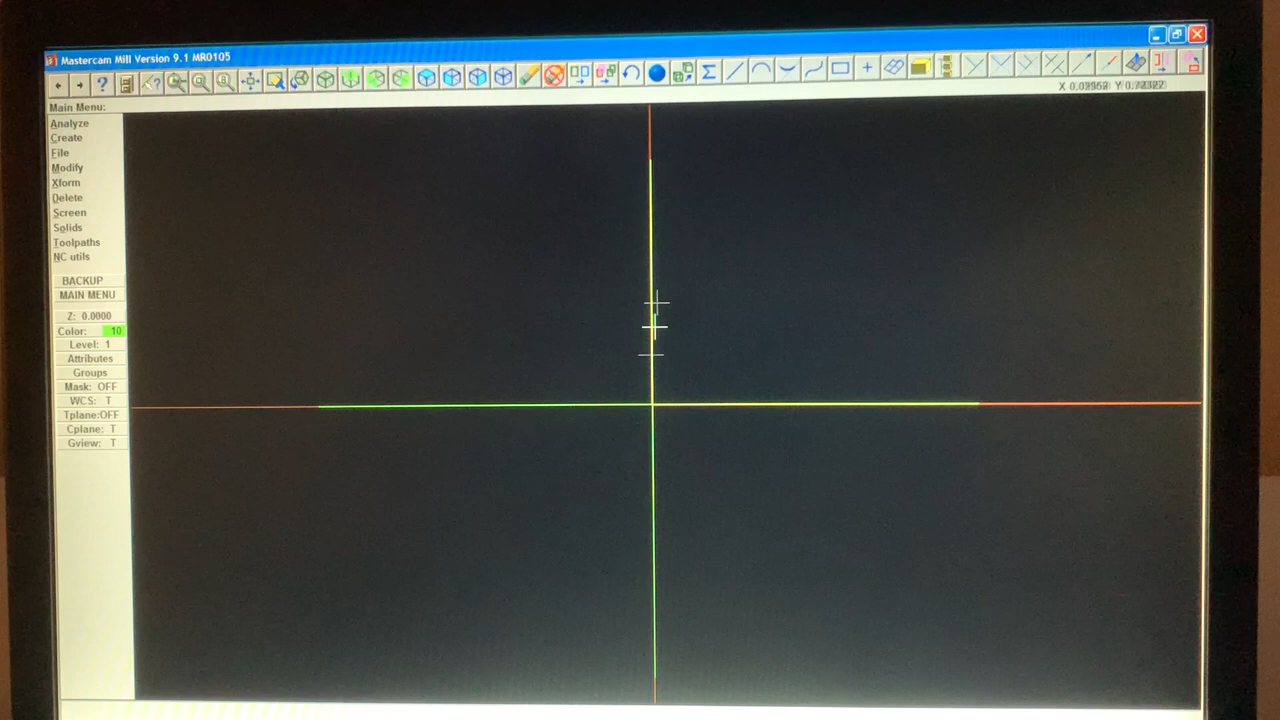 Mastercam Mill Version 9.1 MR0105
Main Menu:
Analyze
Create
File
Modify
Xform
Delete
Screen
Solids
Toolpaths
NC utils
BACKUP
MAIN MENU
Z: 0.0000
Color: 10
Level: 1
Attributes
Groups
Mask: OFF
WCS: T
Tplane:OFF
Cplane: T
Gview: T